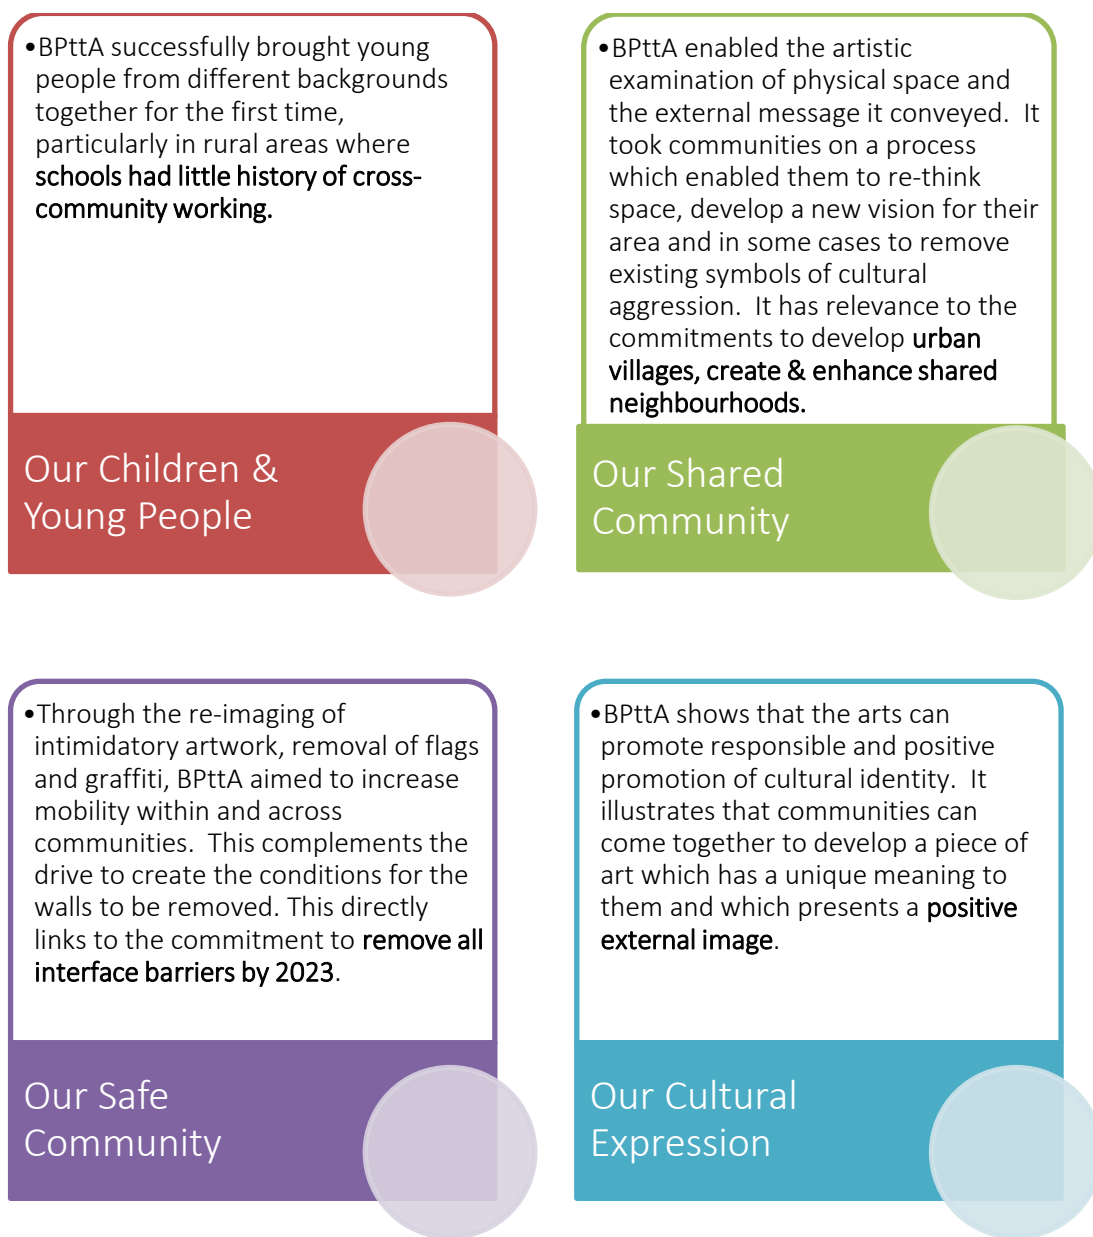 •BPttA successfully brought young
people from different backgrounds
together for the first time,
particularly in rural areas where
schools had little history of cross-
community working.
Our Children &
Young People
•BPttA enabled the artistic
examination of physical space and
the external message it conveyed.  It
took communities on a process
which enabled them to re-think
space, develop a new vision for their
area and in some cases to remove
existing symbols of cultural
aggression.  It has relevance to the
commitments to develop urban
villages, create & enhance shared
neighbourhoods.
Our Shared
Community
•Through the re-imaging of
intimidatory artwork, removal of flags
and graffiti, BPttA aimed to increase
mobility within and across
communities.  This complements the
drive to create the conditions for the
walls to be removed. This directly
links to the commitment to remove all
interface barriers by 2023.
Our Safe
Community
•BPttA shows that the arts can
promote responsible and positive
promotion of cultural identity.  It
illustrates that communities can
come together to develop a piece of
art which has a unique meaning to
them and which presents a positive
external image.
Our Cultural
Expression